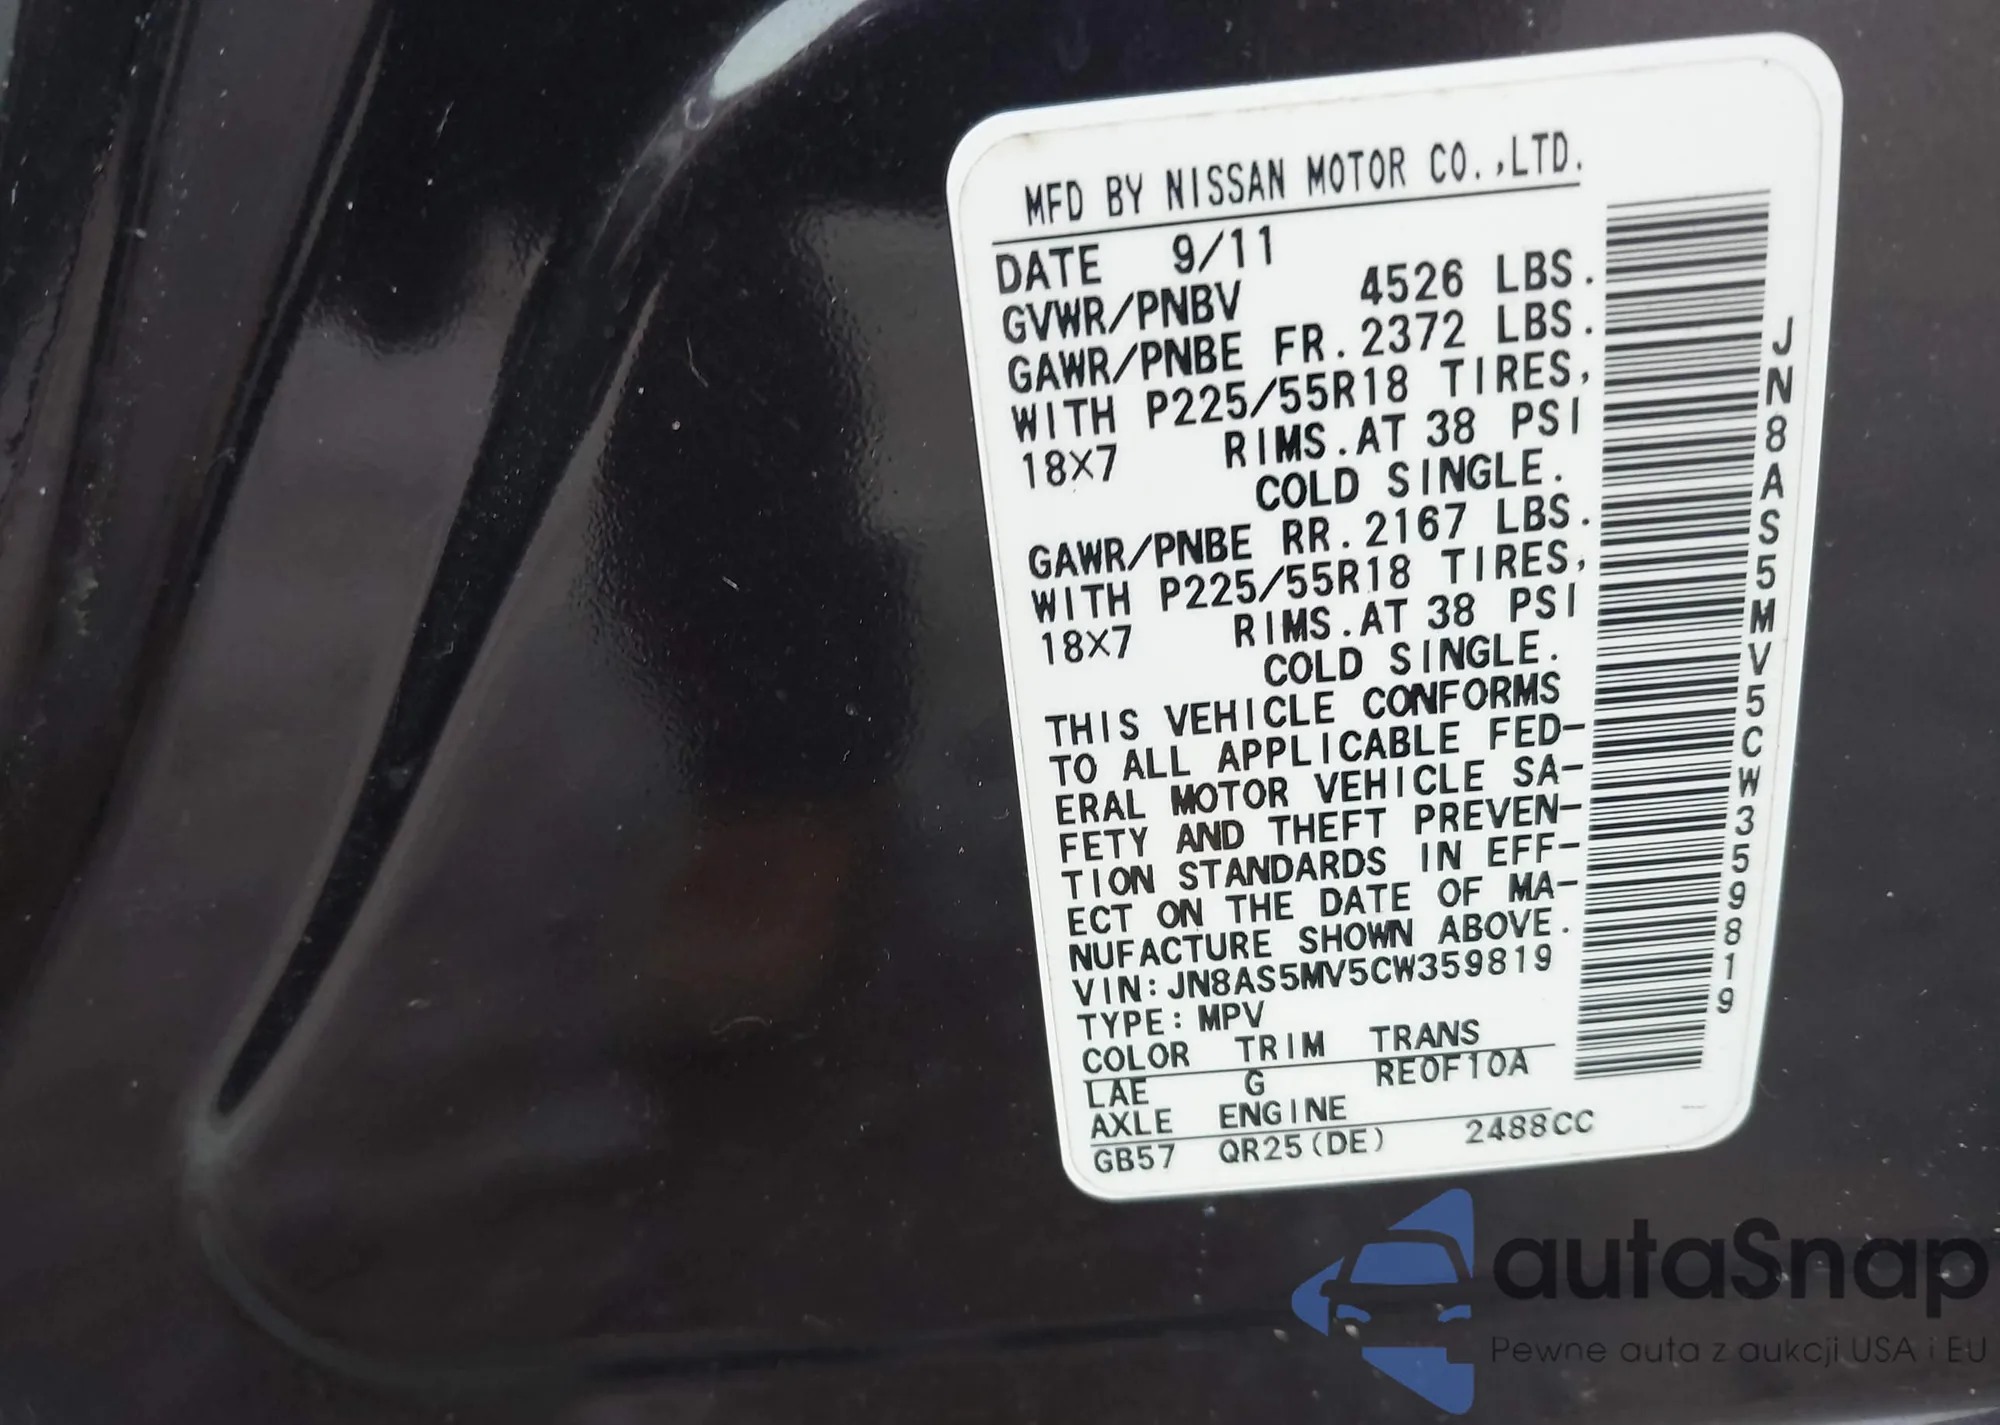 MFD BY NISSAN MOTOR CO.,LTD.
DATE 9/11
GVWR/PNBV 4526 LBS.
GAWR/PNBE FR.2372 LBS.
WITH P225/55R18 TIRES,
18X7 RIMS.AT 38 PSI
COLD SINGLE.
GAWR/PNBE RR.2167 LBS.
WITH P225/55R18 TIRES,
18X7 RIMS.AT 38 PSI
COLD SINGLE.
THIS VEHICLE CONFORMS
TO ALL APPLICABLE FED-
ERAL MOTOR VEHICLE SA-
FETY AND THEFT PREVEN-
TION STANDARDS IN EFF-
ECT ON THE DATE OF MA-
NUFACTURE SHOWN ABOVE.
VIN:JN8AS5MV5CW359819
TYPE:MPV
COLOR TRIM TRANS
LAE G RE0F10A
AXLE ENGINE
GB57 QR25(DE) 2488CC
JN8AS5MV5CW359819
autaSnap
Pewne auta z aukcji USA i EU